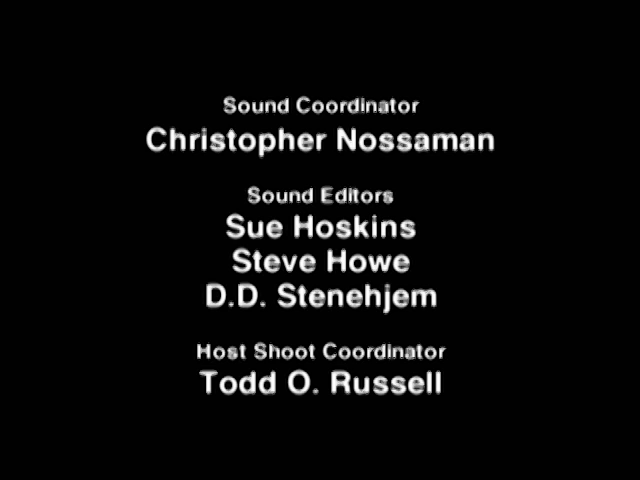 Sound Coordinator
Christopher Nossaman
Sound Editors
Sue Hoskins
Steve Howe
D.D. Stenehjem
Host Shoot Coordinator
Todd O. Russell